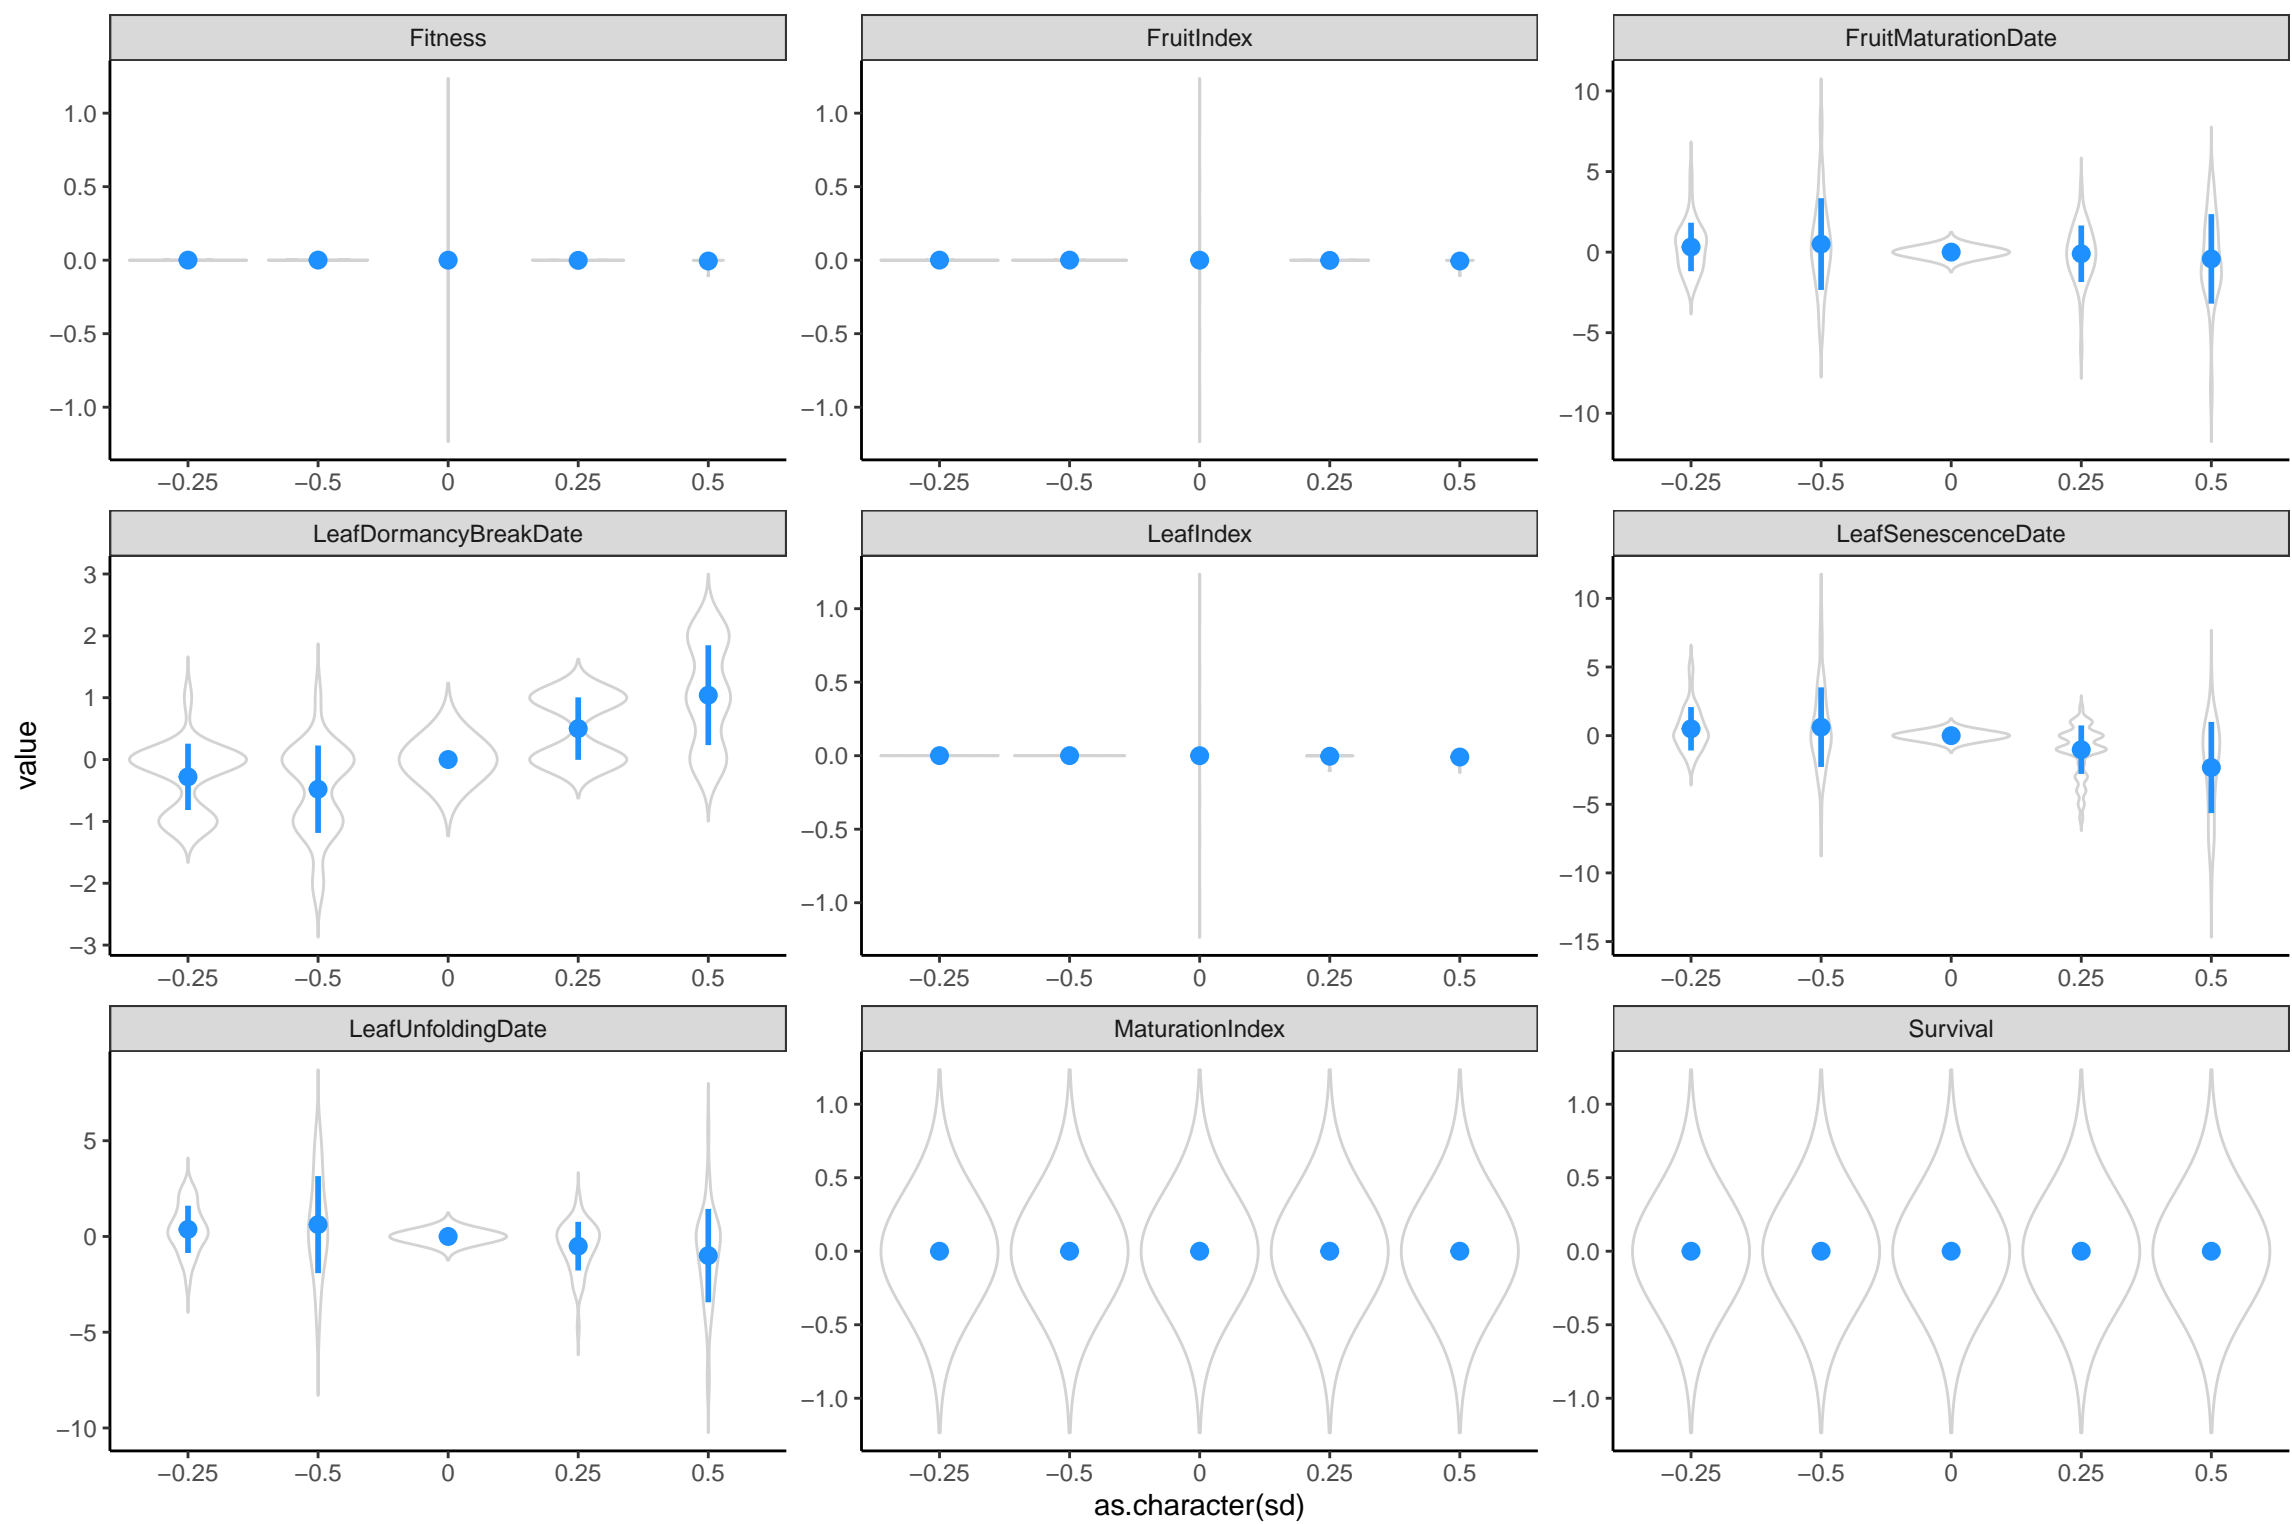 Fitness
FruitIndex
FruitMaturationDate
1.0
0.5
0.0
−0.5
−1.0
1.0
0.5
0.0
−0.5
−1.0
10
5
0
−5
−10
−0.25 −0.5 0 0.25 0.5
−0.25 −0.5 0 0.25 0.5
−0.25 −0.5 0 0.25 0.5
LeafDormancyBreakDate
LeafIndex
LeafSenescenceDate
value
3
2
1
0
−1
−2
−3
1.0
0.5
0.0
−0.5
−1.0
10
5
0
−5
−10
−15
−0.25 −0.5 0 0.25 0.5
−0.25 −0.5 0 0.25 0.5
−0.25 −0.5 0 0.25 0.5
LeafUnfoldingDate
MaturationIndex
Survival
5
0
−5
−10
1.0
0.5
0.0
−0.5
−1.0
1.0
0.5
0.0
−0.5
−1.0
−0.25 −0.5 0 0.25 0.5
−0.25 −0.5 0 0.25 0.5
−0.25 −0.5 0 0.25 0.5
as.character(sd)